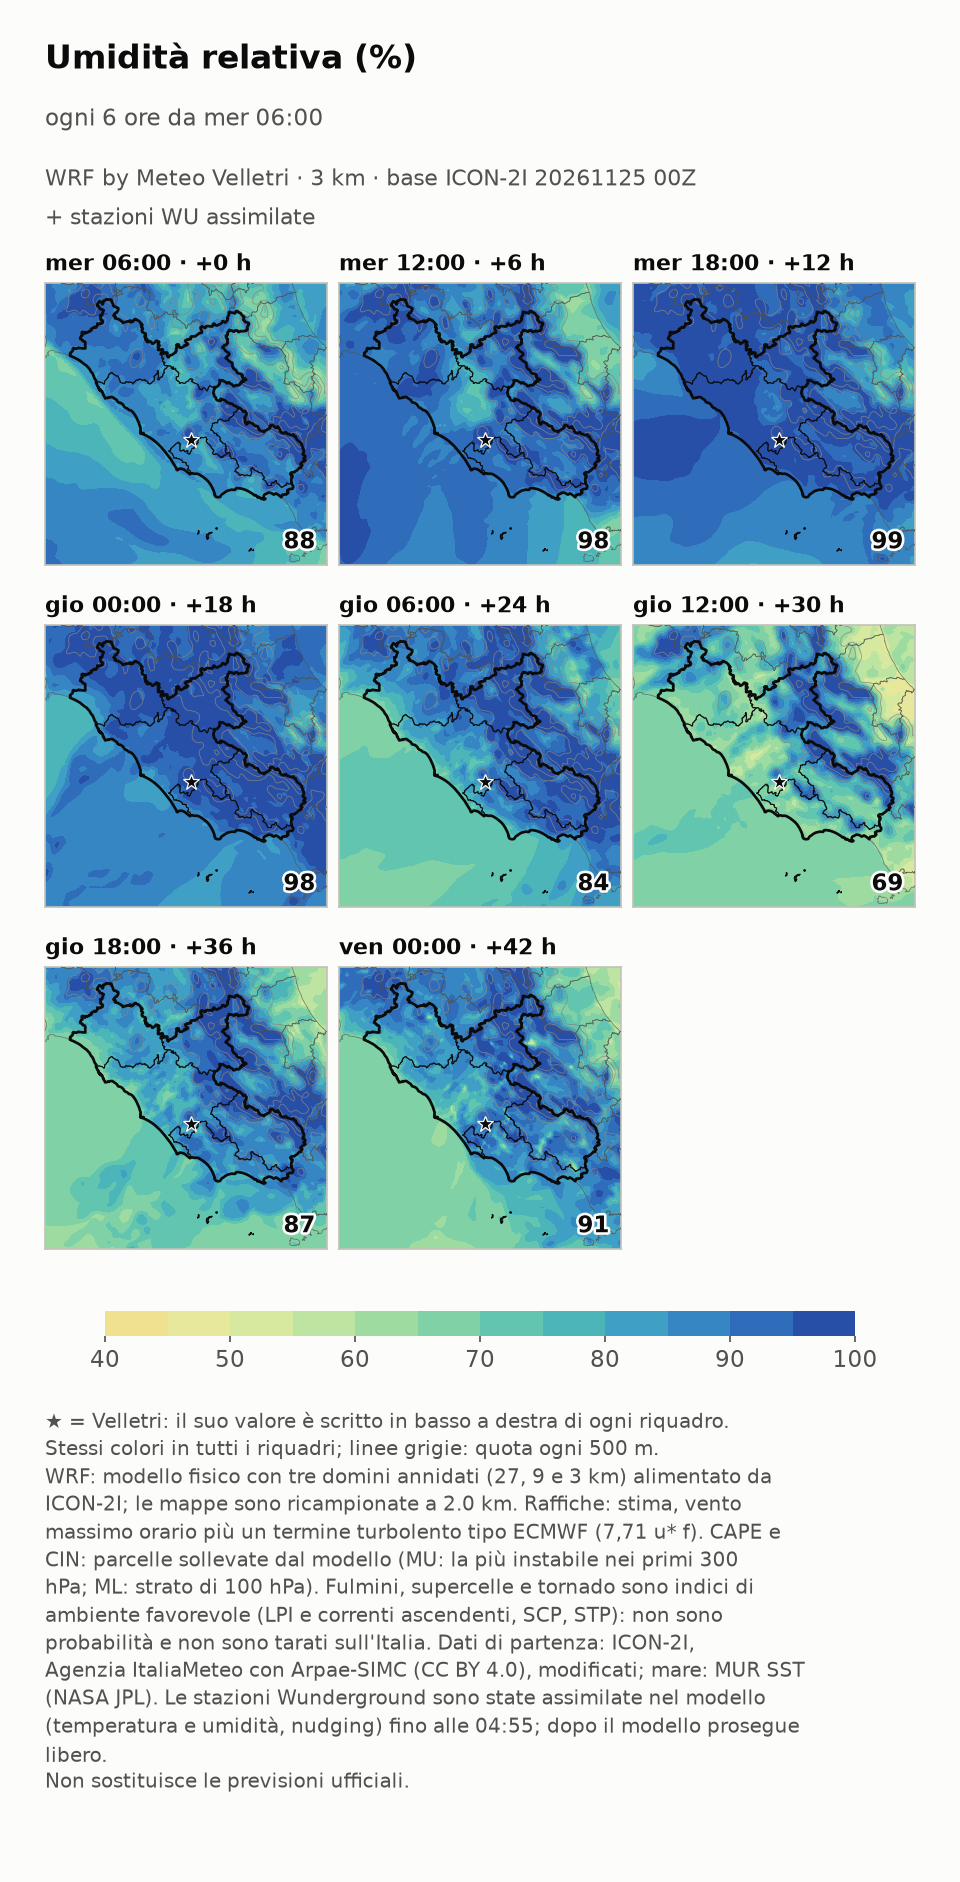 Umidità relativa (%)
ogni 6 ore da mer 06:00
WRF by Meteo Velletri · 3 km · base ICON-2I 20261125 00Z
+ stazioni WU assimilate
mer 06:00 · +0 h
mer 12:00 · +6 h
mer 18:00 · +12 h
88
98
99
gio 00:00 · +18 h
gio 06:00 · +24 h
gio 12:00 · +30 h
98
84
69
gio 18:00 · +36 h
ven 00:00 · +42 h
87
91
40 50 60 70 80 90 100
★ = Velletri: il suo valore è scritto in basso a destra di ogni riquadro.
Stessi colori in tutti i riquadri; linee grigie: quota ogni 500 m.
WRF: modello fisico con tre domini annidati (27, 9 e 3 km) alimentato da
ICON-2I; le mappe sono ricampionate a 2.0 km. Raffiche: stima, vento
massimo orario più un termine turbolento tipo ECMWF (7,71 u* f). CAPE e
CIN: parcelle sollevate dal modello (MU: la più instabile nei primi 300
hPa; ML: strato di 100 hPa). Fulmini, supercelle e tornado sono indici di
ambiente favorevole (LPI e correnti ascendenti, SCP, STP): non sono
probabilità e non sono tarati sull'Italia. Dati di partenza: ICON-2I,
Agenzia ItaliaMeteo con Arpae-SIMC (CC BY 4.0), modificati; mare: MUR SST
(NASA JPL). Le stazioni Wunderground sono state assimilate nel modello
(temperatura e umidità, nudging) fino alle 04:55; dopo il modello prosegue
libero.
Non sostituisce le previsioni ufficiali.